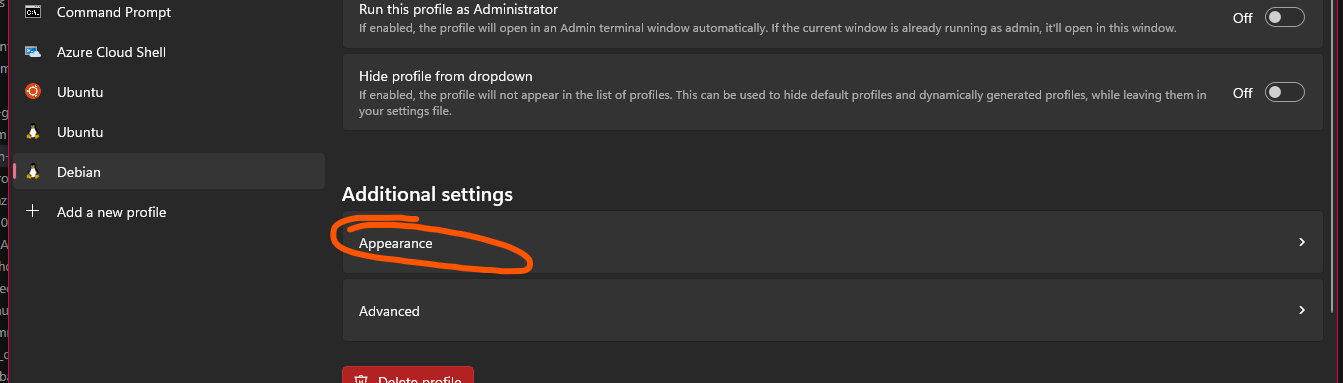 Command Prompt
Azure Cloud Shell
Ubuntu
Ubuntu
Debian
Add a new profile
Run this profile as Administrator
If enabled, the profile will open in an Admin terminal window automatically. If the current window is already running as admin, it'll open in this window.
Off
Hide profile from dropdown
If enabled, the profile will not appear in the list of profiles. This can be used to hide default profiles and dynamically generated profiles, while leaving them in
your settings file.
Off
Additional settings
Appearance
Advanced
Delete profile